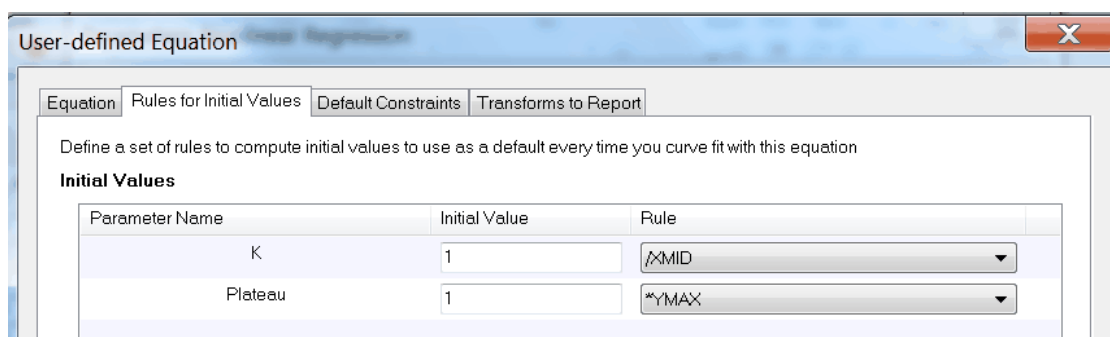 User-defined Equation
Equation Rules for Initial Values Default Constraints Transforms to Report
Define a set of rules to compute initial values to use as a default every time you curve fit with this equation
Initial Values
Parameter Name Initial Value Rule
K 1 /XMID
Plateau 1 *YMAX